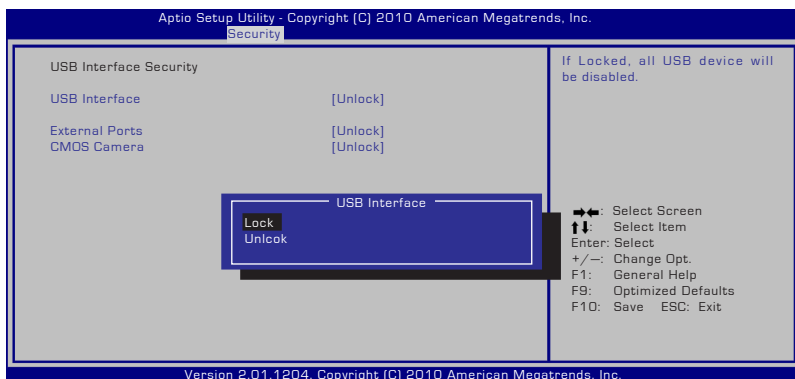 Aptio Setup Utility - Copyright (C) 2010 American Megatrends, Inc.
Security
USB Interface Security
USB Interface [Unlock]
External Ports [Unlock]
CMOS Camera [Unlock]
USB Interface
Lock
Unlcok
If Locked, all USB device will
be disabled.
→←: Select Screen
↑↓: Select Item
Enter: Select
+/—: Change Opt.
F1: General Help
F9: Optimized Defaults
F10: Save ESC: Exit
Version 2.01.1204. Copyright (C) 2010 American Megatrends, Inc.